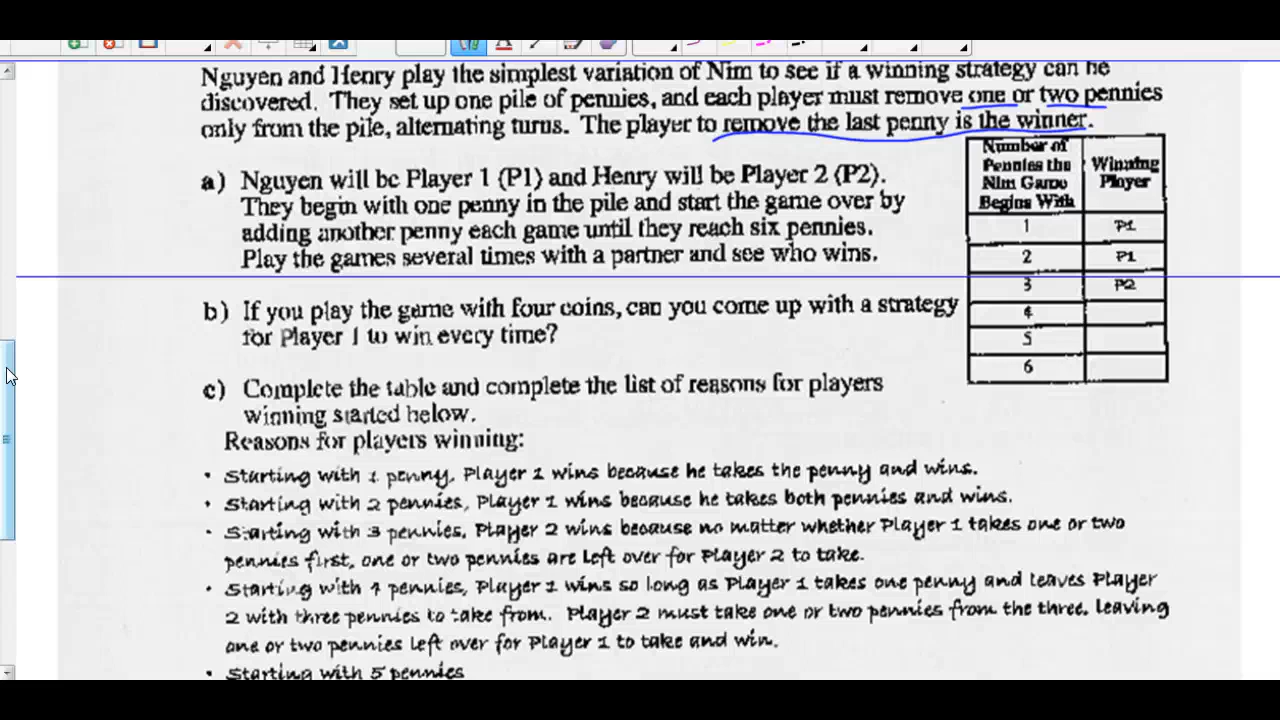 Nguyen and Henry play the simplest variation of Nim to see if a winning strategy can be
discovered. They set up one pile of pennies, and each player must remove one or two pennies
only from the pile, alternating turns. The player to remove the last penny is the winner.
a) Nguyen will be Player 1 (P1) and Henry will be Player 2 (P2).
They begin with one penny in the pile and start the game over by
adding another penny each game until they reach six pennies.
Play the games several times with a partner and see who wins.
b) If you play the game with four coins, can you come up with a strategy
for Player 1 to win every time?
c) Complete the table and complete the list of reasons for players
winning started below.
Number of
Pennies the
Nim Game
Begins With
Winning
Player
1 P1
2 P1
3 P2
4
5
6
Reasons for players winning:
• Starting with 1 penny, Player 1 wins because he takes the penny and wins.
• Starting with 2 pennies, Player 1 wins because he takes both pennies and wins.
• Starting with 3 pennies, Player 2 wins because no matter whether Player 1 takes one or two
pennies first, one or two pennies are left over for Player 2 to take.
• Starting with 4 pennies, Player 1 wins so long as Player 1 takes one penny and leaves Player
2 with three pennies to take from. Player 2 must take one or two pennies from the three, leaving
one or two pennies left over for Player 1 to take and win.
• Starting with 5 pennies